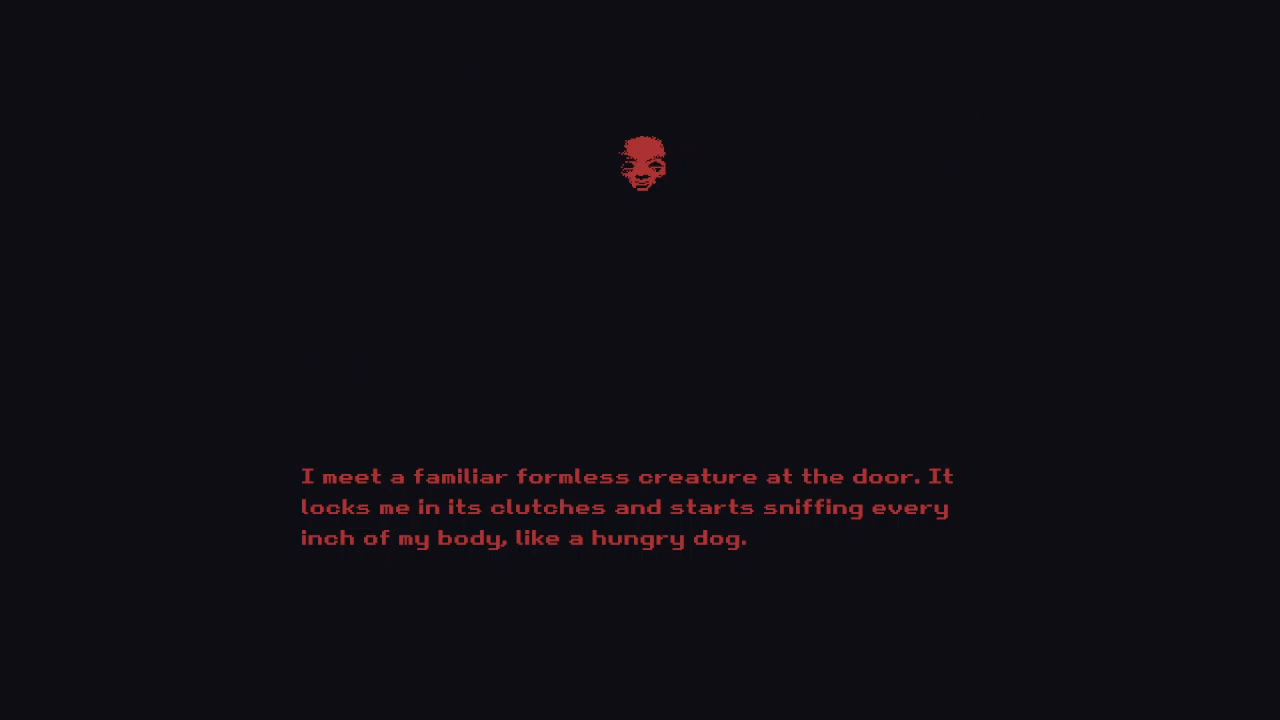 I meet a familiar formless creature at the door. It
locks me in its clutches and starts sniffing every
inch of my body, like a hungry dog.